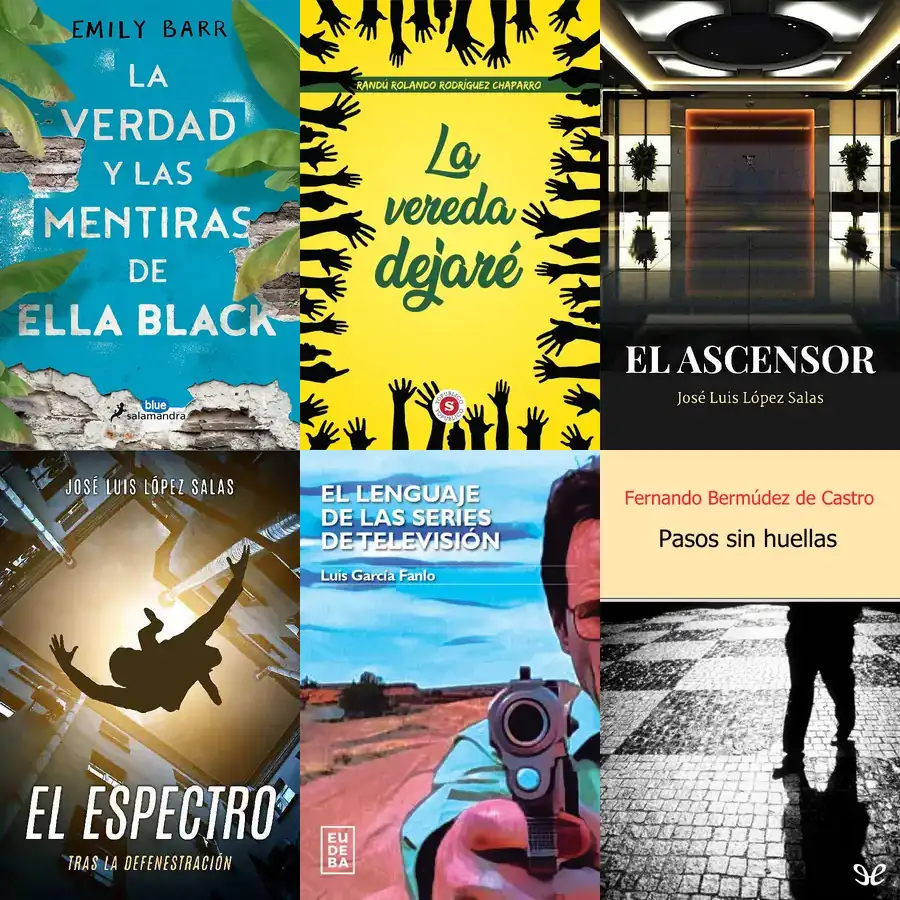 EMILY BARR
LA
VERDAD
Y LAS
MENTIRAS
DE
ELLA BLACK
blue
salamandra
RANDÚ ROLANDO RODRÍGUEZ CHAPARRO
La
vereda
dejaré
S
EL ASCENSOR
José Luis López Salas
JOSÉ LUIS LÓPEZ SALAS
EL ESPECTRO
TRAS LA DEFENESTRACIÓN
EL LENGUAJE
DE LAS SERIES
DE TELEVISIÓN
Luis García Fanlo
EU
DE
BA
Fernando Bermúdez de Castro
Pasos sin huellas